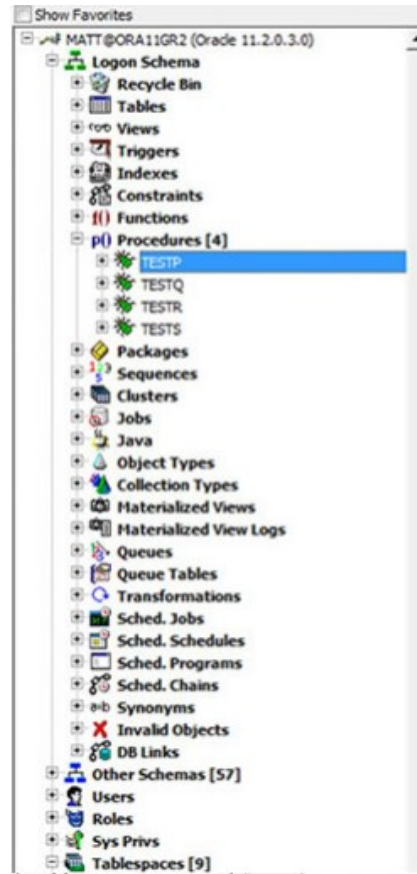 Show Favorites
MATT@ORA11GR2 (Oracle 11.2.0.3.0)
Logon Schema
Recycle Bin
Tables
Views
Triggers
Indexes
Constraints
f() Functions
p() Procedures [4]
TESTP
TESTQ
TESTR
TESTS
Packages
Sequences
Clusters
Jobs
Java
Object Types
Collection Types
Materialized Views
Materialized View Logs
Queues
Queue Tables
Transformations
Sched. Jobs
Sched. Schedules
Sched. Programs
Sched. Chains
a=b Synonyms
Invalid Objects
DB Links
Other Schemas [57]
Users
Roles
Sys Privs
Tablespaces [9]